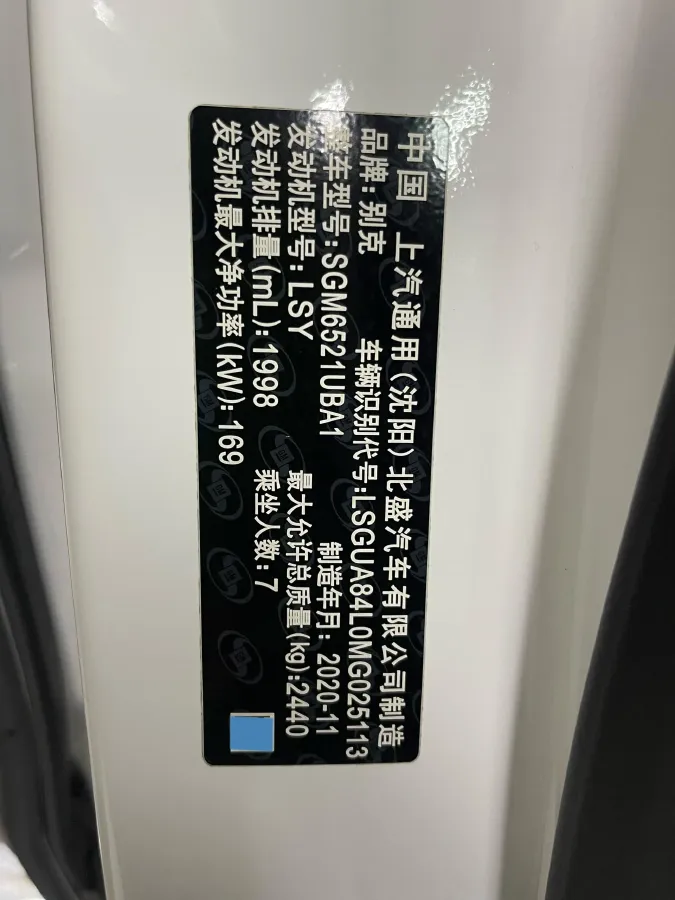 中国 上汽通用(沈阳)北盛汽车有限公司制造
品牌:别克 车辆识别代号:LSGUA84L0MG025113
整车型号:SGM6521UBA1 制造年月:2020-11
发动机型号:LSY 最大允许总质量(kg):2440
发动机排量(mL):1998 乘坐人数:7
发动机最大净功率(kW):169